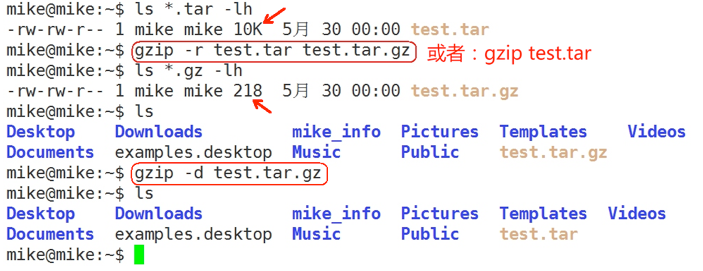 mike@mike:~$ ls *.tar -lh
-rw-rw-r-- 1 mike mike 10K  5月  30 00:00 test.tar
mike@mike:~$ gzip -r test.tar test.tar.gz 或者：gzip test.tar
mike@mike:~$ ls *.gz -lh
-rw-rw-r-- 1 mike mike 218  5月  30 00:00 test.tar.gz
mike@mike:~$ ls
Desktop    Downloads         mike_info  Pictures  Templates    Videos
Documents  examples.desktop  Music      Public    test.tar.gz
mike@mike:~$ gzip -d test.tar.gz
mike@mike:~$ ls
Desktop    Downloads         mike_info  Pictures  Templates  Videos
Documents  examples.desktop  Music      Public    test.tar
mike@mike:~$